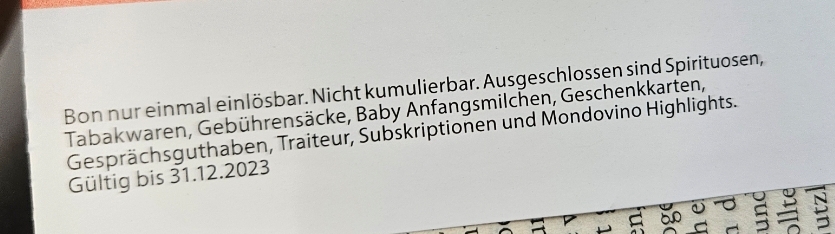 Bon nur einmal einlösbar. Nicht kumulierbar. Ausgeschlossen sind Spirituosen,
Tabakwaren, Gebührensäcke, Baby Anfangsmilchen, Geschenkkarten,
Gesprächsguthaben, Traiteur, Subskriptionen und Mondovino Highlights.
Gültig bis 31.12.2023